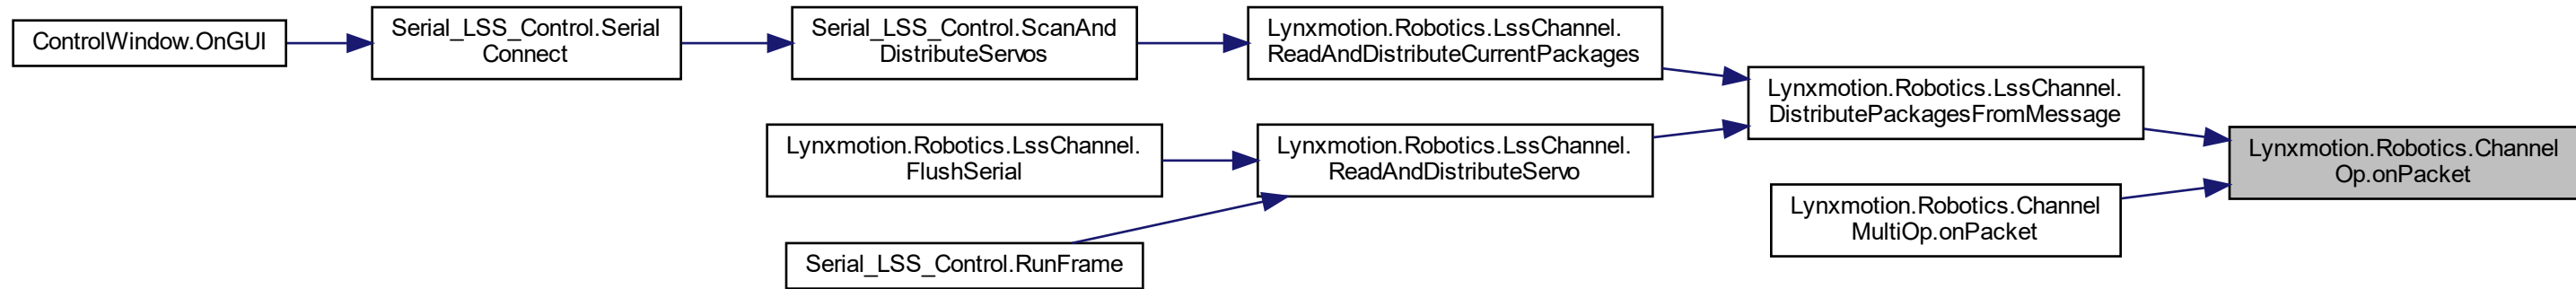 ControlWindow.OnGUI
Serial_LSS_Control.Serial
Connect
Serial_LSS_Control.ScanAnd
DistributeServos
Lynxmotion.Robotics.LssChannel.
ReadAndDistributeCurrentPackages
Lynxmotion.Robotics.LssChannel.
DistributePackagesFromMessage
Lynxmotion.Robotics.LssChannel.
FlushSerial
Lynxmotion.Robotics.LssChannel.
ReadAndDistributeServo
Lynxmotion.Robotics.Channel
Op.onPacket
Lynxmotion.Robotics.Channel
MultiOp.onPacket
Serial_LSS_Control.RunFrame